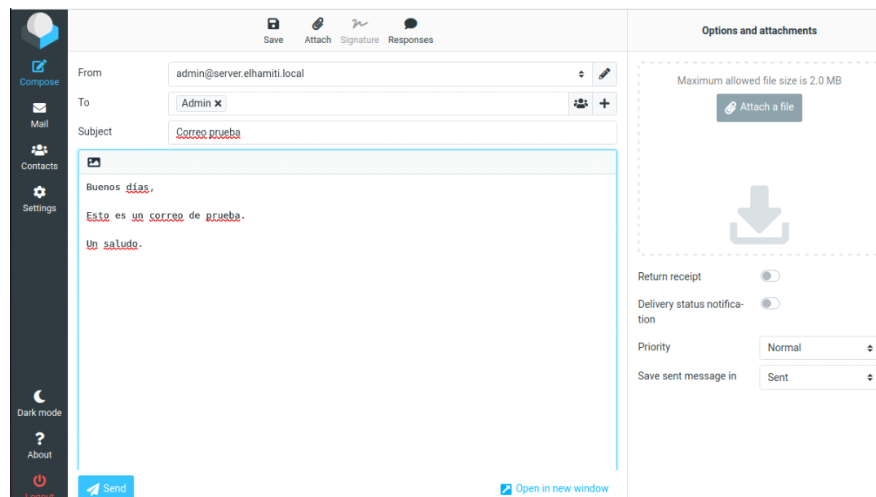 Save Attach Signature Responses
Options and attachments
Compose
Mail
Contacts
Settings
Dark mode
About
Logout
From admin@server.elhamiti.local
To Admin
Subject Correo prueba
Buenos días,
Esto es un correo de prueba.
Un saludo.
Send
Open in new window
Maximum allowed file size is 2.0 MB
Attach a file
Return receipt
Delivery status notifica-
tion
Priority Normal
Save sent message in Sent